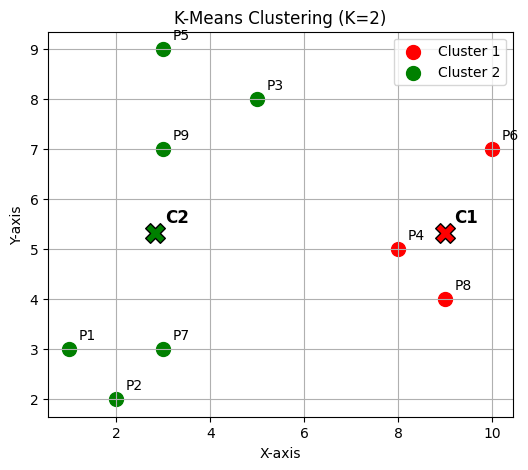 K-Means Clustering (K=2)
P5
Cluster 1
Cluster 2
P3
P9
P6
C2
C1
P4
P8
P1
P7
P2
9
8
7
6
5
4
3
2
Y-axis
2
4
6
8
10
X-axis